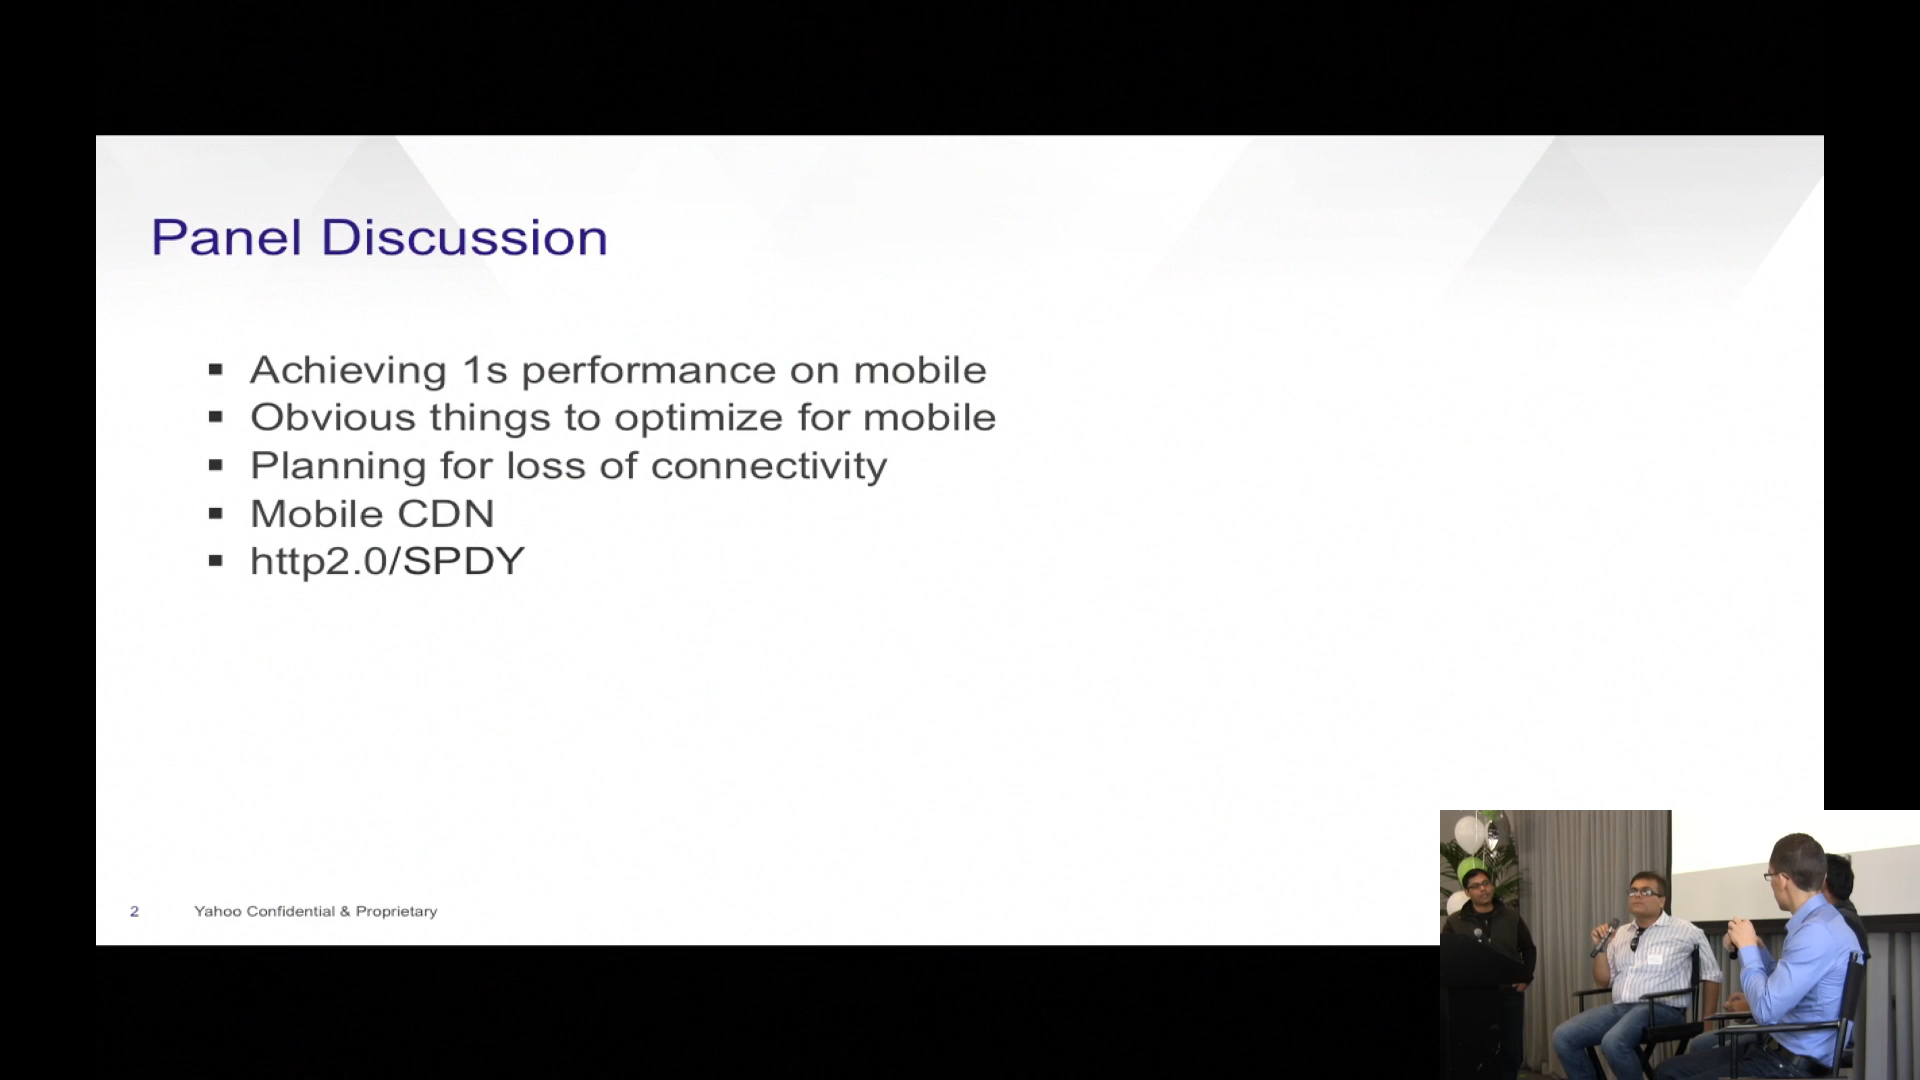 Panel Discussion
▪ Achieving 1s performance on mobile
▪ Obvious things to optimize for mobile
▪ Planning for loss of connectivity
▪ Mobile CDN
▪ http2.0/SPDY
2 Yahoo Confidential & Proprietary